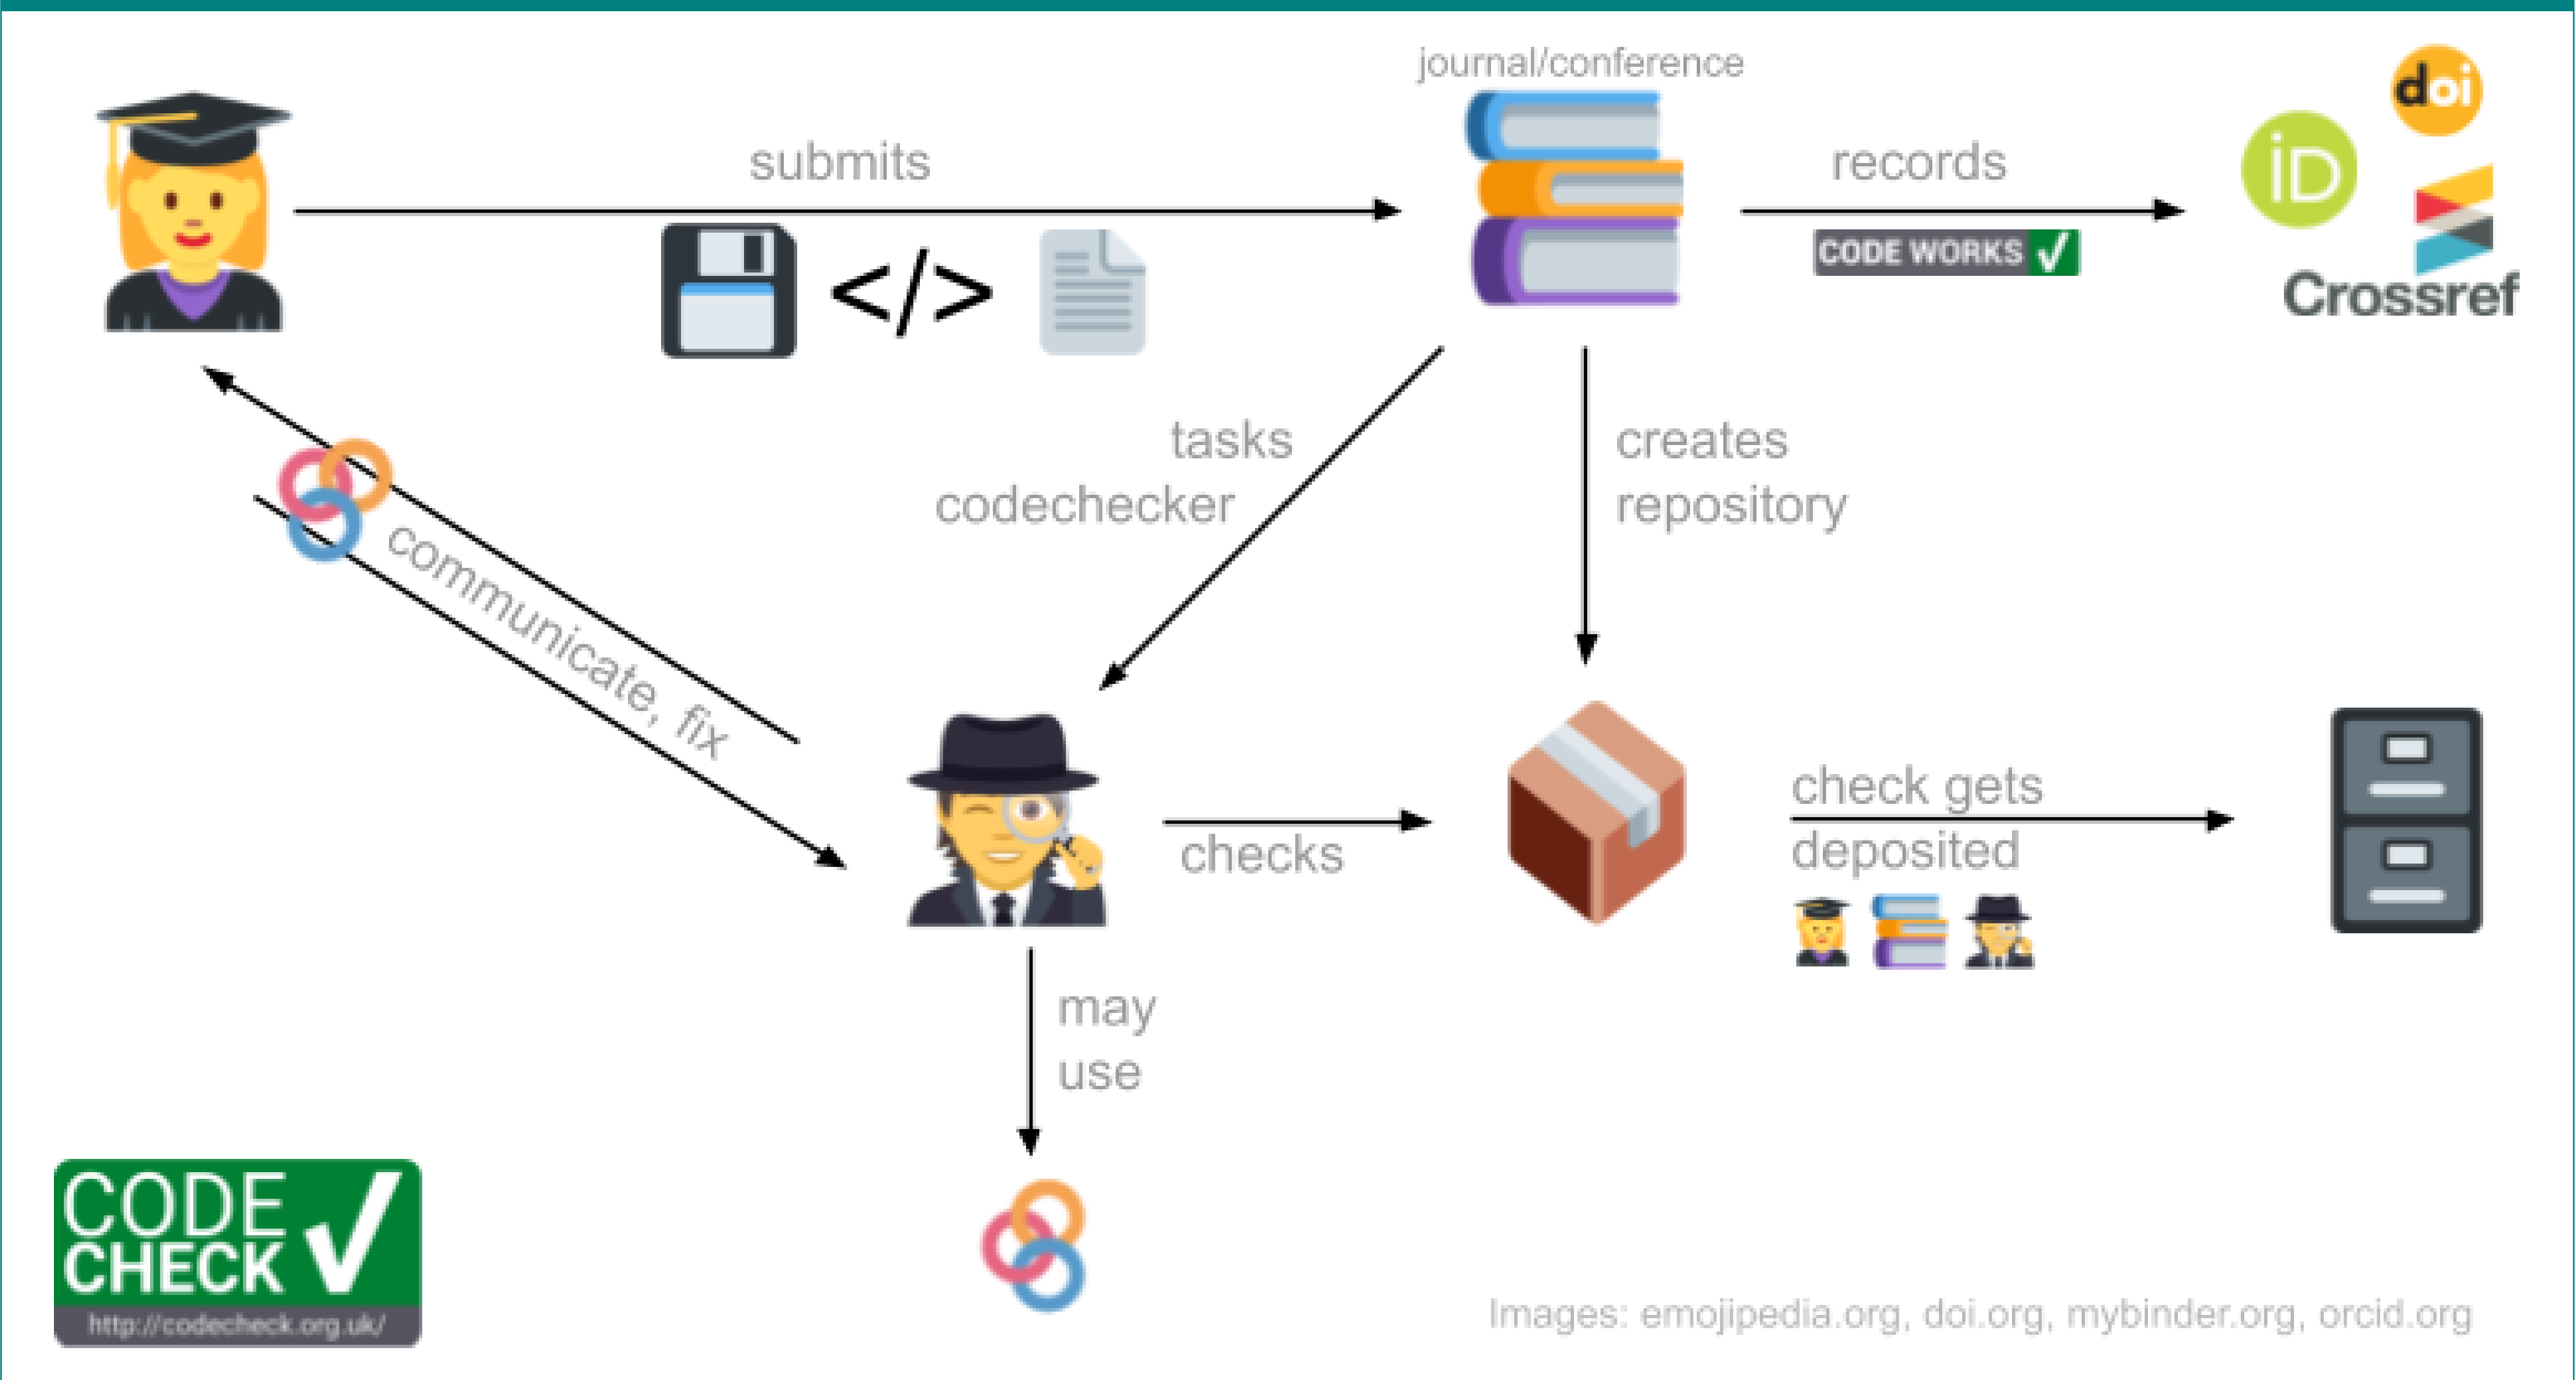 journal/conference
doi
iD
submits
records
CODE WORKS
</>
Crossref
tasks
codechecker
creates
repository
communicate, fix
checks
check gets
deposited
may
use
CODE
CHECK
http://codecheck.org.uk/
Images: emojipedia.org, doi.org, mybinder.org, orcid.org